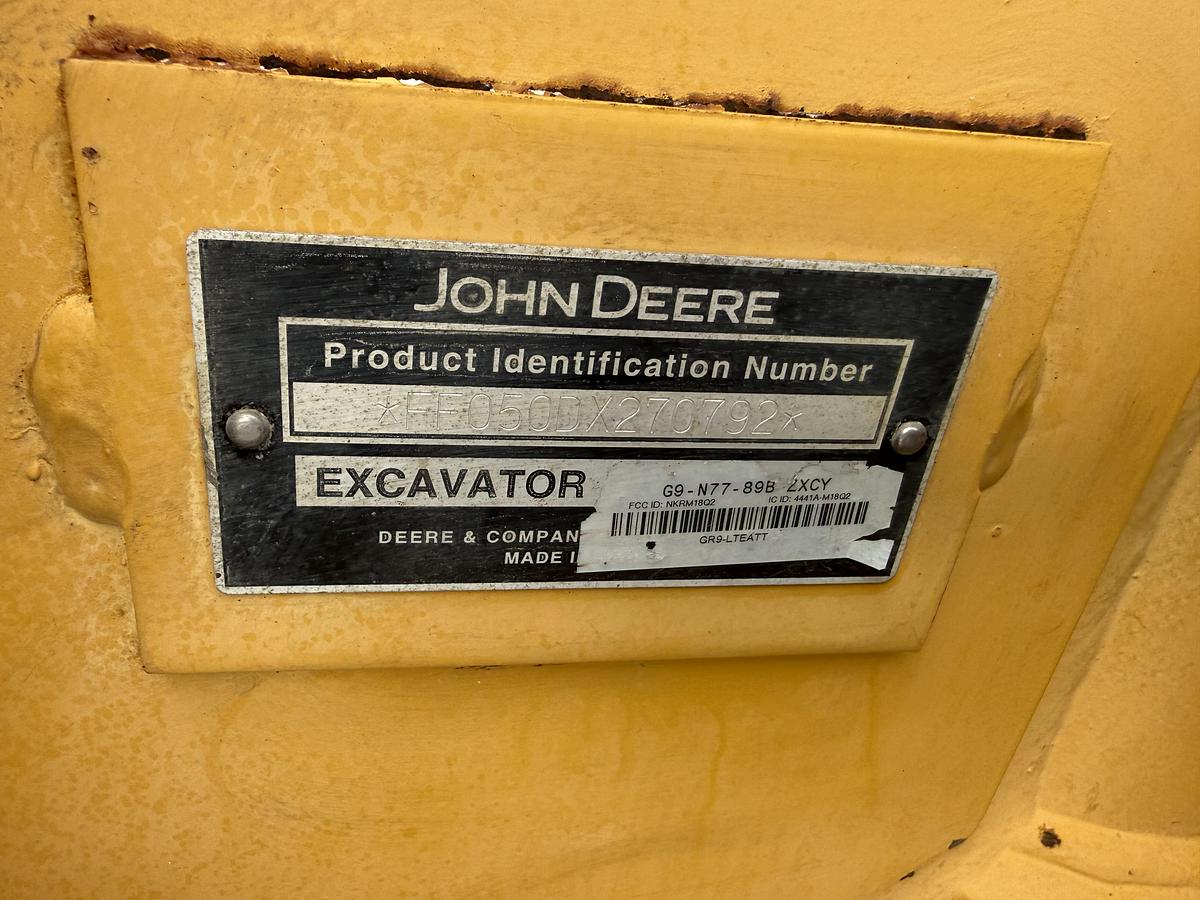 JOHN DEERE
Product Identification Number
*FF050DX270792*
EXCAVATOR
G9-N77-89B ZXCY
FCC ID: NKRM18Q2 IC ID: 4441A-M18Q2
GR9-LTEATT
DEERE & COMPAN
MADE I